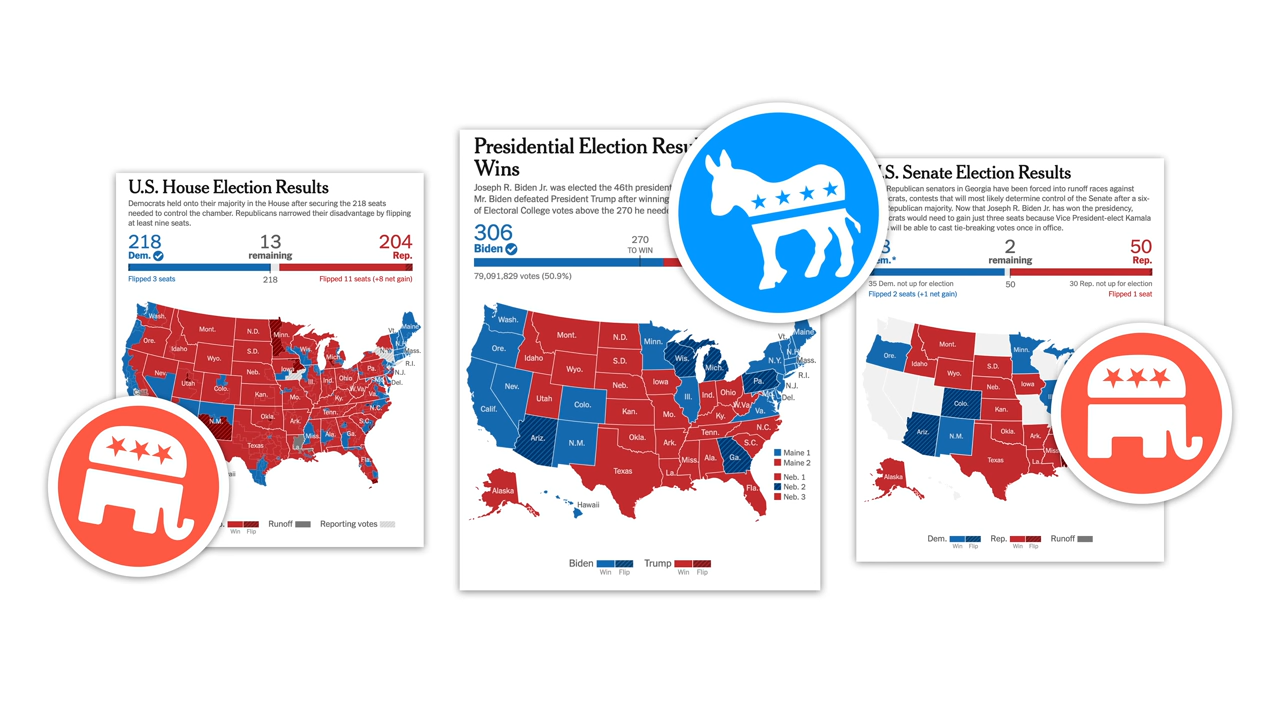 U.S. House Election Results
Democrats held onto their majority in the House after securing the 218 seats
needed to control the chamber. Republicans narrowed their disadvantage by flipping
at least nine seats.
218
13
204
Dem.
remaining
Rep.
Flipped 3 seats
218
Flipped 11 seats (+8 net gain)
Wash.
Mont.
N.D.
Minn.
Maine
Vt.
Ore.
Idaho
Wyo.
S.D.
Wis.
Mich.
Mass.
R.I.
N.J.
Del.
Nev.
Utah
Colo.
Neb.
Iowa
Ill.
Ind.
Ohio
Pa.
W.Va.
Kan.
Mo.
Ky.
N.C.
N.M.
Okla.
Ark.
Tenn.
S.C.
Texas
La.
Miss.
Ala.
Ga.
Fla.
Win
Flip
Runoff
Reporting votes
Presidential Election
Wins
Joseph R. Biden Jr. was elected the 46th president
Mr. Biden defeated President Trump after winning
of Electoral College votes above the 270 he
306
Biden
270
TO WIN
79,091,829 votes (50.9%)
Wash.
Mont.
N.D.
Minn.
Vt.
Maine
Ore.
Idaho
Wyo.
S.D.
Wis.
Mich.
N.Y.
Mass.
R.I.
N.J.
Del.
Nev.
Utah
Colo.
Neb.
Iowa
Ill.
Ind.
Ohio
Pa.
W.Va.
Va.
Calif.
Kan.
Mo.
Ky.
N.C.
Ariz.
N.M.
Okla.
Ark.
Tenn.
S.C.
Texas
La.
Miss.
Ala.
Ga.
Fla.
Alaska
Hawaii
Maine 1
Maine 2
Neb. 1
Neb. 2
Neb. 3
Biden
Win
Flip
Trump
Win
Flip
Senate Election Results
Republican senators in Georgia have been forced into runoff races against
contests that will most likely determine control of the Senate after a six-
Republican majority. Now that Joseph R. Biden Jr. has won the presidency,
would need to gain just three seats because Vice President-elect Kamala
will be able to cast tie-breaking votes once in office.
2
50
remaining
Rep.
35 Dem. not up for election
50
30 Rep. not up for election
Flipped 2 seats (+1 net gain)
Flipped 1 seat
Ore.
Idaho
Mont.
Wyo.
S.D.
Minn.
Neb.
Iowa
Colo.
Kan.
Ariz.
N.M.
Okla.
Ark.
Texas
La.
Miss
Alaska
Dem.
Win
Flip
Rep.
Win
Flip
Runoff